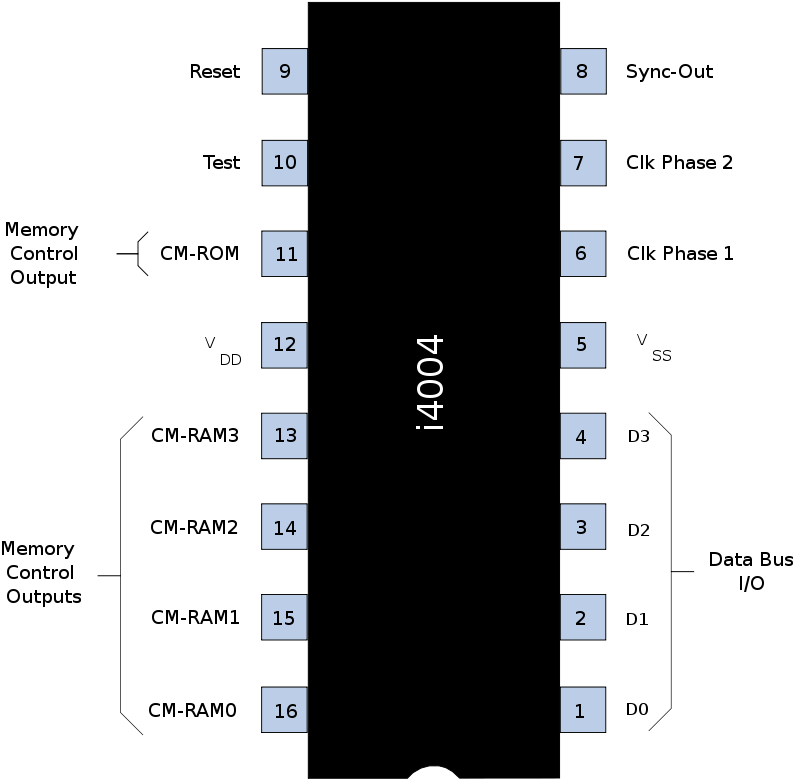 Reset 9
8 Sync-Out
Test 10
7 Clk Phase 2
Memory
Control
Output
CM-ROM 11
6 Clk Phase 1
VDD 12
5 VSS
i4004
CM-RAM3 13
4 D3
CM-RAM2 14
3 D2
Memory
Control
Outputs
Data Bus
I/O
CM-RAM1 15
2 D1
CM-RAM0 16
1 D0